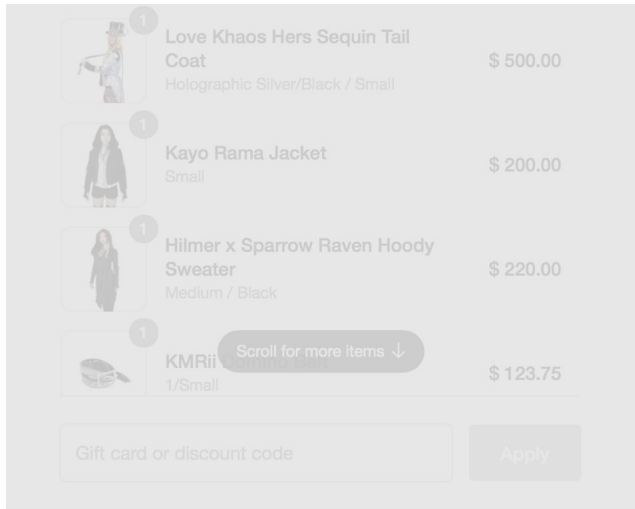 1
Love Khaos Hers Sequin Tail
Coat
Holographic Silver/Black / Small
$ 500.00
1
Kayo Rama Jacket
Small
$ 200.00
1
Hilmer x Sparrow Raven Hoody
Sweater
Medium / Black
$ 220.00
1
KMRii
1/Small
$ 123.75
Scroll for more items ↓
Gift card or discount code
Apply